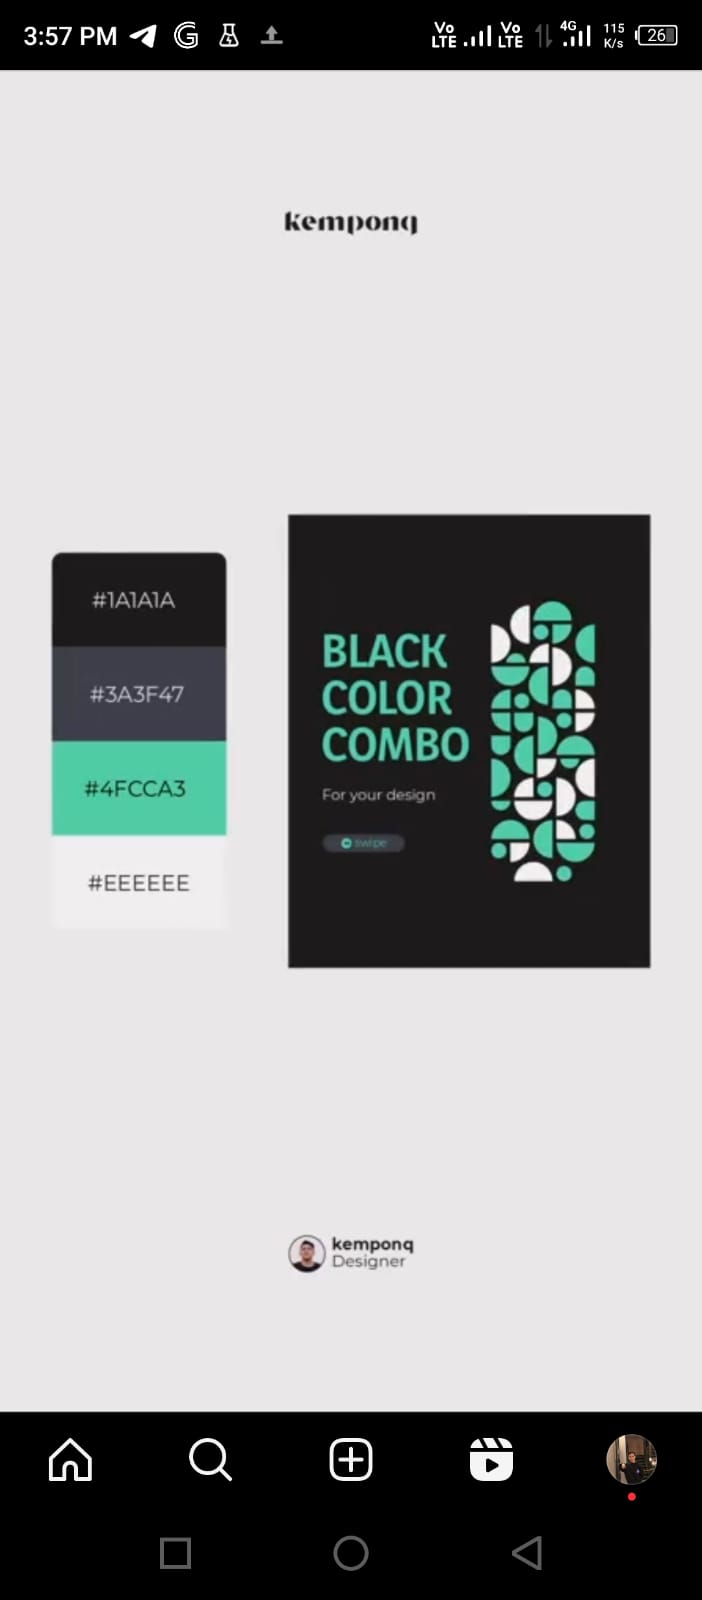 3:57 PM
Vo LTE Vo LTE 4G 115 K/s 26
kemponq
#1A1A1A
#3A3F47
#4FCCA3
#EEEEEE
BLACK
COLOR
COMBO
For your design
swipe
kemponq
Designer